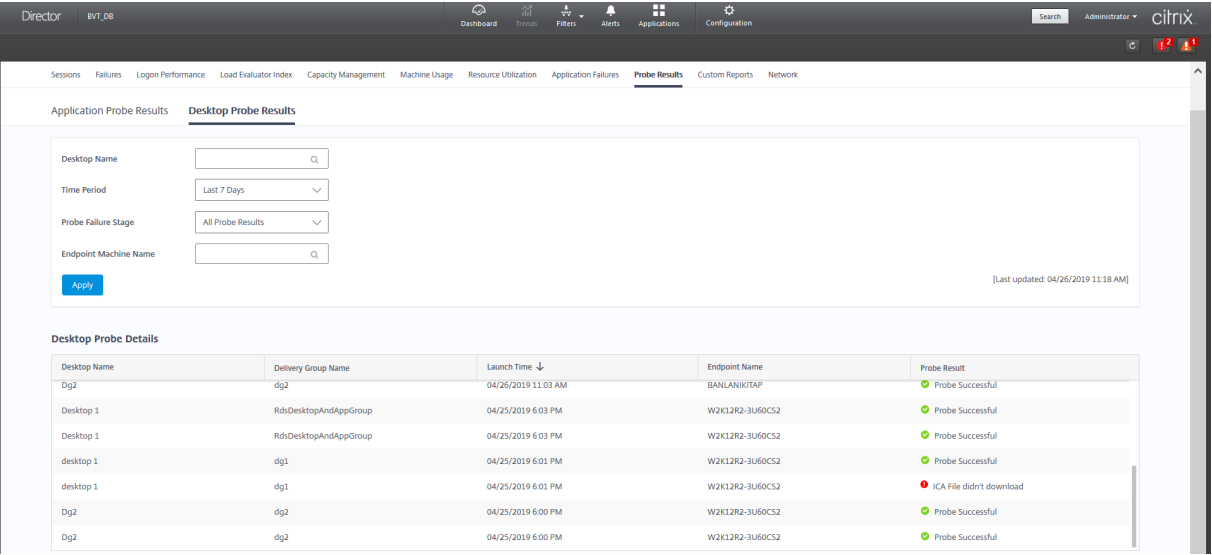 Director BVT_DB Dashboard Trends Filters Alerts Applications Configuration Search Administrator citrix
2 1
Sessions Failures Logon Performance Load Evaluator Index Capacity Management Machine Usage Resource Utilization Application Failures Probe Results Custom Reports Network
Application Probe Results Desktop Probe Results
Desktop Name
Time Period Last 7 Days
Probe Failure Stage All Probe Results
Endpoint Machine Name
Apply [Last updated: 04/26/2019 11:18 AM]
Desktop Probe Details
Desktop Name Delivery Group Name Launch Time Endpoint Name Probe Result
Dg2 dg2 04/26/2019 11:03 AM BANLANIKITAP Probe Successful
Desktop 1 RdsDesktopAndAppGroup 04/25/2019 6:03 PM W2K12R2-3U60CS2 Probe Successful
Desktop 1 RdsDesktopAndAppGroup 04/25/2019 6:03 PM W2K12R2-3U60CS2 Probe Successful
desktop 1 dg1 04/25/2019 6:01 PM W2K12R2-3U60CS2 Probe Successful
desktop 1 dg1 04/25/2019 6:01 PM W2K12R2-3U60CS2 ICA File didn't download
Dg2 dg2 04/25/2019 6:00 PM W2K12R2-3U60CS2 Probe Successful
Dg2 dg2 04/25/2019 6:00 PM W2K12R2-3U60CS2 Probe Successful